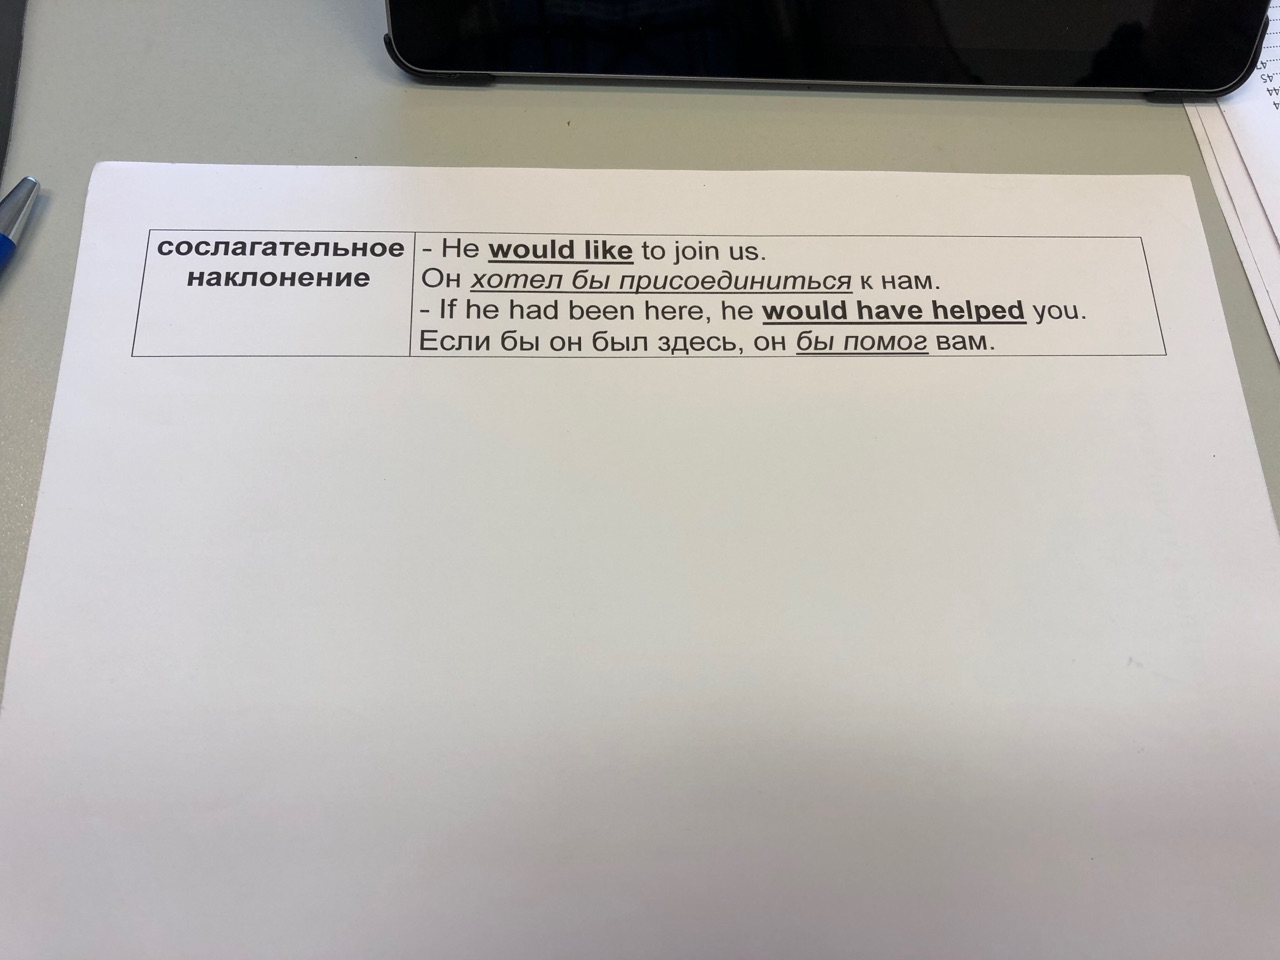 сослагательное
наклонение
- He would like to join us.
Он хотел бы присоединиться к нам.
- If he had been here, he would have helped you.
Если бы он был здесь, он бы помог вам.